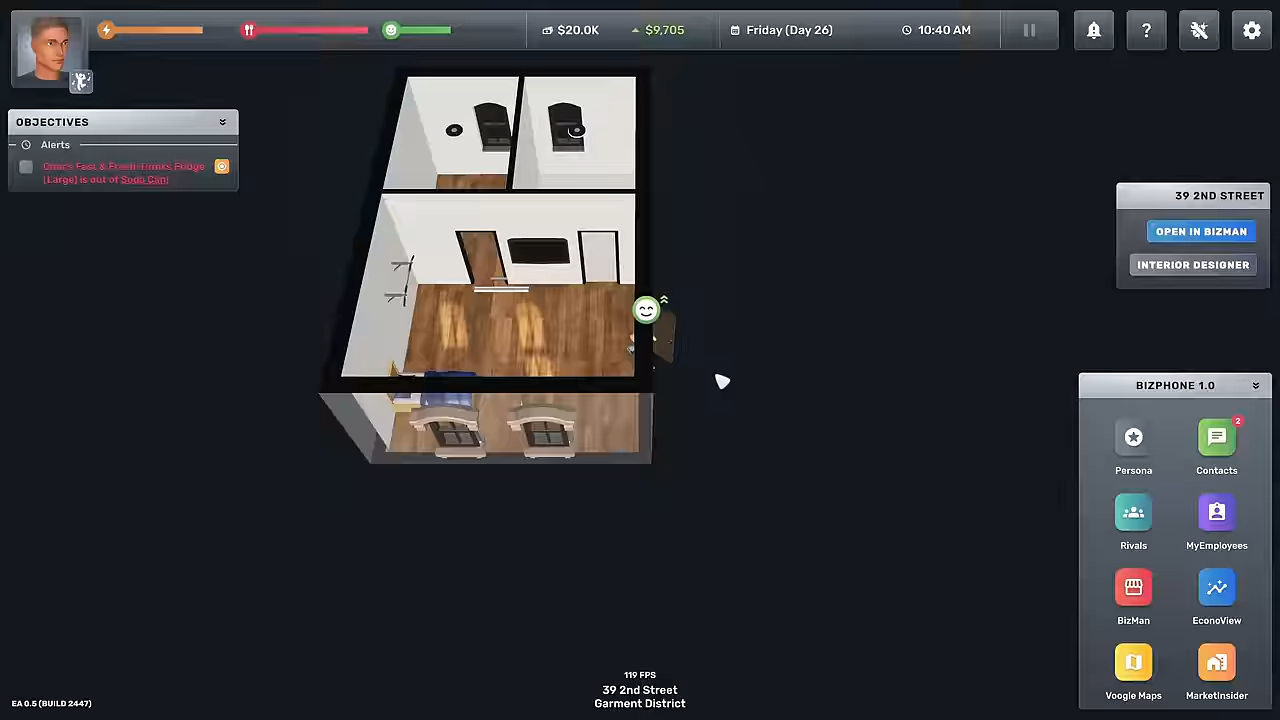 $20.0K
$9,705
Friday (Day 26)
10:40 AM
?
OBJECTIVES
Alerts
Fast & Fresh: Drinks Fridge
(Large) is out of Soda Can!
39 2ND STREET
OPEN IN BIZMAN
INTERIOR DESIGNER
BIZPHONE 1.0
2
Persona
Contacts
Rivals
MyEmployees
BizMan
EconoView
Voogle Maps
MarketInsider
119 FPS
39 2nd Street
Garment District
EA 0.5 (BUILD 2447)